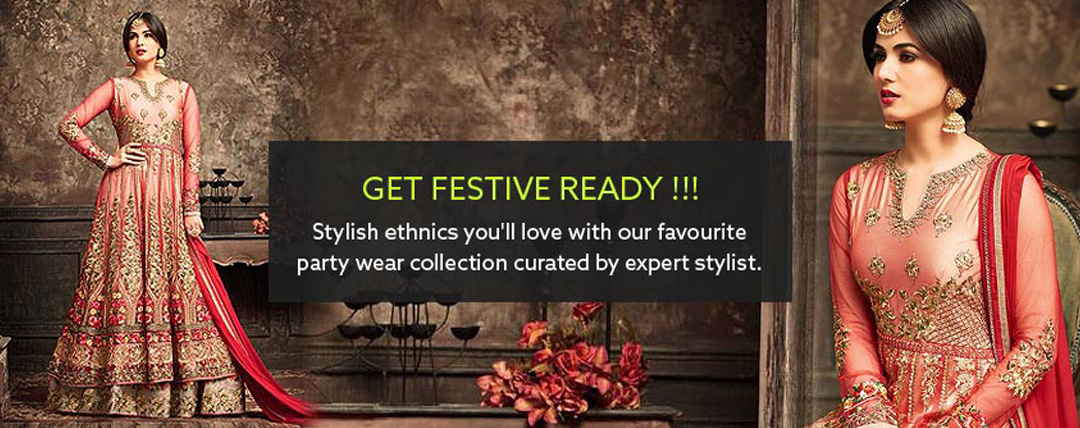 GET FESTIVE READY !!!
Stylish ethnics you'll love with our favourite
party wear collection curated by expert stylist.